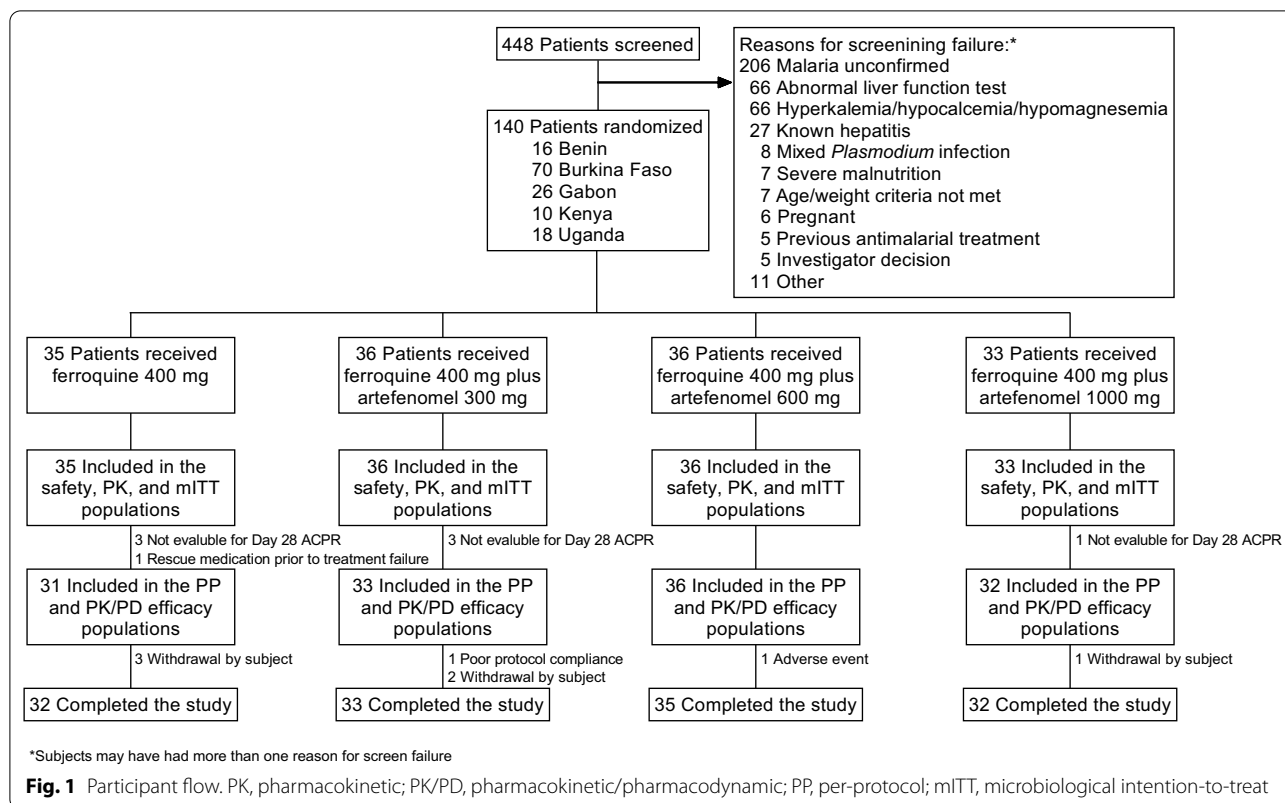 448 Patients screened
Reasons for screenining failure:*
206 Malaria unconfirmed
66 Abnormal liver function test
66 Hyperkalemia/hypocalcemia/hypomagnesemia
27 Known hepatitis
8 Mixed Plasmodium infection
7 Severe malnutrition
7 Age/weight criteria not met
6 Pregnant
5 Previous antimalarial treatment
5 Investigator decision
11 Other
140 Patients randomized
16 Benin
70 Burkina Faso
26 Gabon
10 Kenya
18 Uganda
35 Patients received
ferroquine 400 mg
36 Patients received
ferroquine 400 mg plus
artefenomel 300 mg
36 Patients received
ferroquine 400 mg plus
artefenomel 600 mg
33 Patients received
ferroquine 400 mg plus
artefenomel 1000 mg
35 Included in the
safety, PK, and mITT
populations
36 Included in the
safety, PK, and mITT
populations
36 Included in the
safety, PK, and mITT
populations
33 Included in the
safety, PK, and mITT
populations
3 Not evaluble for Day 28 ACPR
1 Rescue medication prior to treatment failure
3 Not evaluble for Day 28 ACPR
1 Not evaluble for Day 28 ACPR
31 Included in the PP
and PK/PD efficacy
populations
33 Included in the PP
and PK/PD efficacy
populations
36 Included in the PP
and PK/PD efficacy
populations
32 Included in the PP
and PK/PD efficacy
populations
3 Withdrawal by subject
1 Poor protocol compliance
2 Withdrawal by subject
1 Adverse event
1 Withdrawal by subject
32 Completed the study
33 Completed the study
35 Completed the study
32 Completed the study
*Subjects may have had more than one reason for screen failure
Fig. 1 Participant flow. PK, pharmacokinetic; PK/PD, pharmacokinetic/pharmacodynamic; PP, per-protocol; mITT, microbiological intention-to-treat